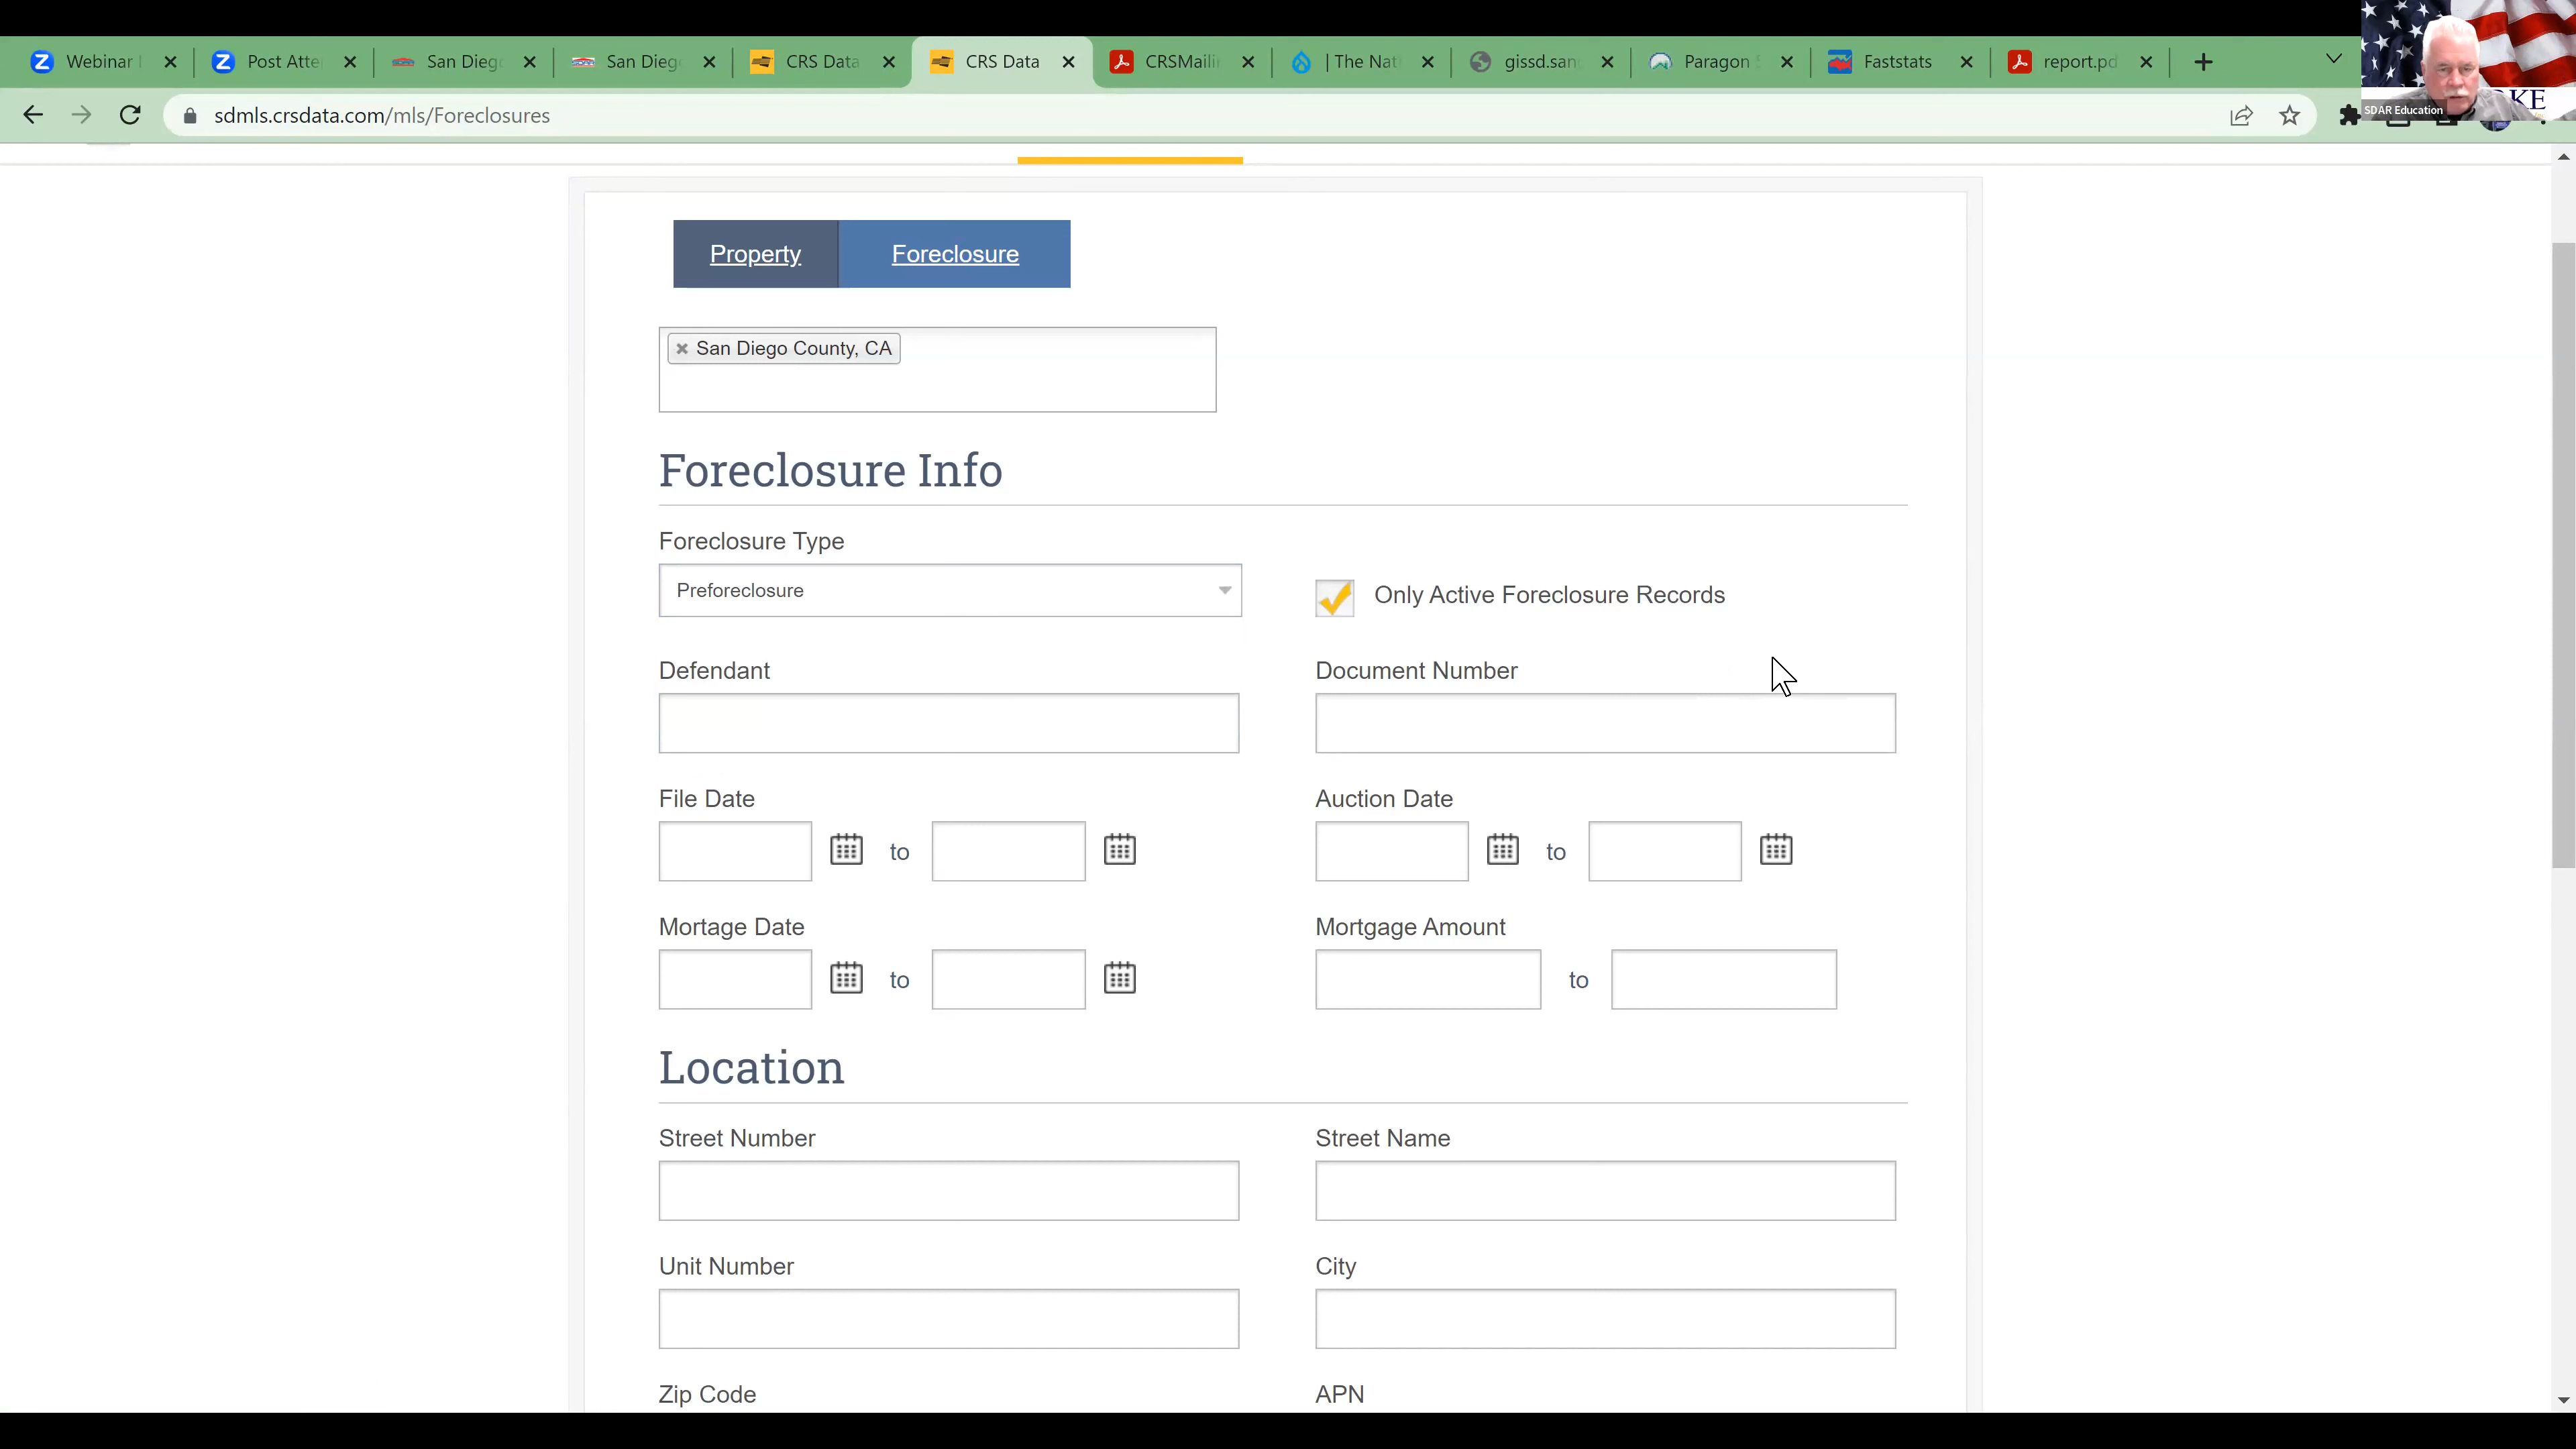 Webinar
Post Atte
San Dieg
San Dieg
CRS Data
CRS Data
CRSMaili
| The Nat
gissd.san
Paragon
Faststats
report.pd
sdmls.crsdata.com/mls/Foreclosures
SDAR Education
OKE
Property
Foreclosure
San Diego County, CA
Foreclosure Info
Foreclosure Type
Preforeclosure
Only Active Foreclosure Records
Defendant
Document Number
File Date
Auction Date
to
to
Mortage Date
Mortgage Amount
to
to
Location
Street Number
Street Name
Unit Number
City
Zip Code
APN